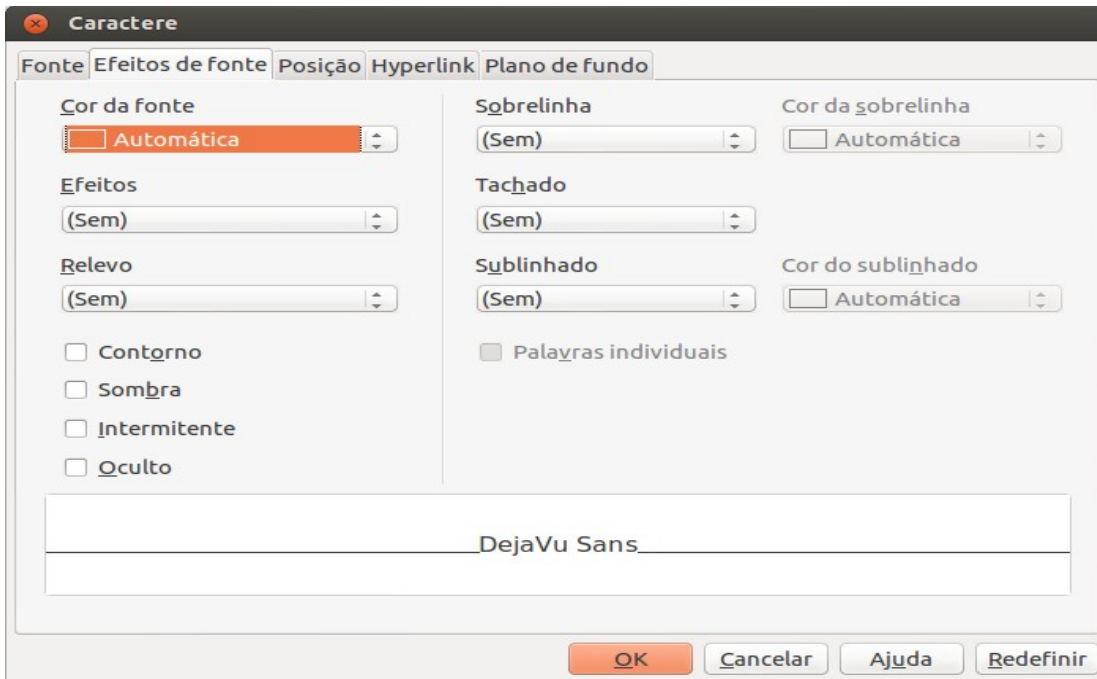 Caractere
Fonte Efeitos de fonte Posição Hyperlink Plano de fundo
Cor da fonte Sobrelinha Cor da sobrelinha
Automática (Sem) Automática
Efeitos Tachado
(Sem) (Sem)
Relevo Sublinhado Cor do sublinhado
(Sem) (Sem) Automática
Contorno Palavras individuais
Sombra
Intermitente
Oculto
DejaVu Sans
OK Cancelar Ajuda Redefinir